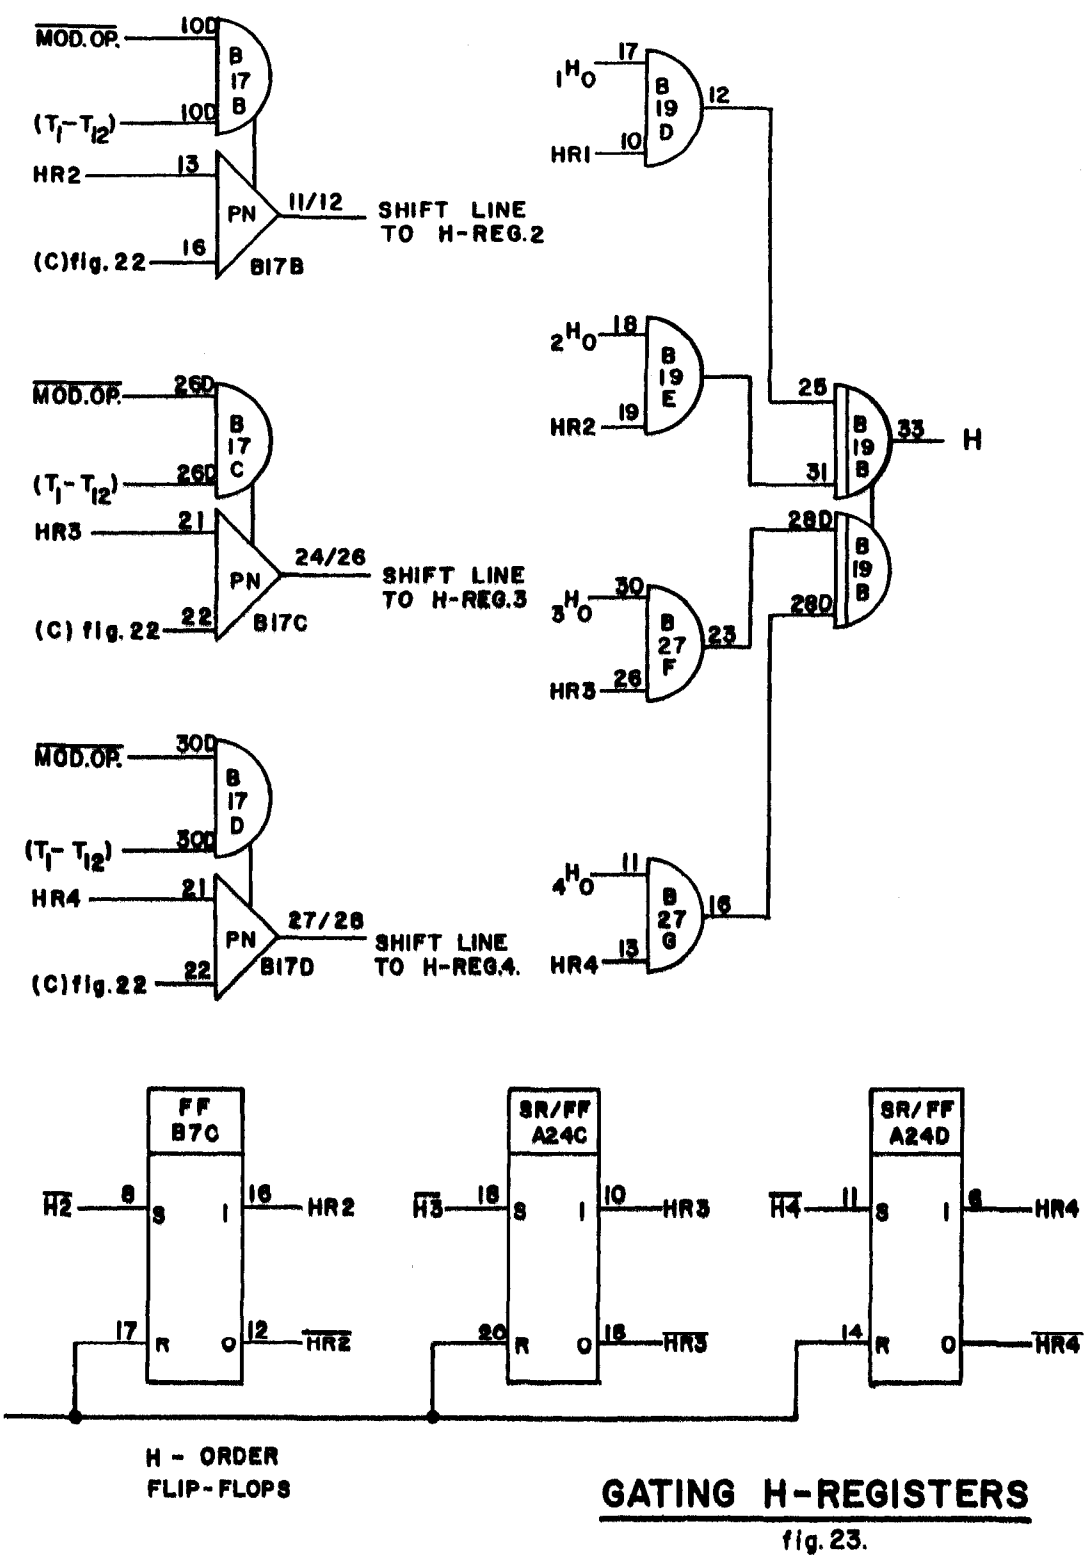 MOD.OP. 10D
B
17
B
(T1-T12) 10D
HR2 13
PN 11/12 SHIFT LINE
TO H-REG.2
(C)fig.22 16
B17B
MOD.OP. 26D
B
17
C
(T1-T12) 26D
HR3 21
PN 24/26 SHIFT LINE
TO H-REG.3
(C) fig.22 22
B17C
MOD.OP. 30D
B
17
D
(T1-T12) 30D
HR4 21
PN 27/28 SHIFT LINE
TO H-REG.4.
(C)fig.22 22
B17D
1H0 17
B
19
D
12
HR1 10
2H0 18
B
19
E
HR2 19
25
B
19
B
33 H
31
28D
B
19
B
28D
3H0 30
B
27
F
23
HR3 26
4H0 11
B
27
G
16
HR4 13
FF
B7C
H2 8 S 1 16 HR2
17 R 0 12 HR2
SR/FF
A24C
H3 18 S 1 10 HR3
20 R 0 16 HR3
SR/FF
A24D
H4 11 S 1 6 HR4
14 R 0 HR4
H - ORDER
FLIP-FLOPS
GATING H-REGISTERS
fig.23.